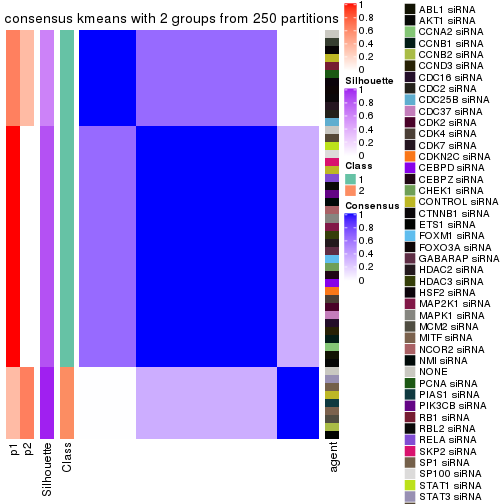 consensus kmeans with 2 groups from 250 partitions
1
0.8
0.6
0.4
0.2
0
Silhouette
1
0.8
0.6
0.4
0.2
0
Class
1
2
Consensus
1
0.8
0.6
0.4
0.2
0
ABL1 siRNA
AKT1 siRNA
CCNA2 siRNA
CCNB1 siRNA
CCNB2 siRNA
CCND3 siRNA
CDC16 siRNA
CDC2 siRNA
CDC25B siRNA
CDC37 siRNA
CDK2 siRNA
CDK4 siRNA
CDK7 siRNA
CDKN2C siRNA
CEBPD siRNA
CEBPZ siRNA
CHEK1 siRNA
CONTROL siRNA
CTNNB1 siRNA
ETS1 siRNA
FOXM1 siRNA
FOXO3A siRNA
GABARAP siRNA
HDAC2 siRNA
HDAC3 siRNA
HSF2 siRNA
MAP2K1 siRNA
MAPK1 siRNA
MCM2 siRNA
MITF siRNA
NCOR2 siRNA
NMI siRNA
NONE
PCNA siRNA
PIAS1 siRNA
PIK3CB siRNA
RB1 siRNA
RBL2 siRNA
RELA siRNA
SKP2 siRNA
SP1 siRNA
SP100 siRNA
STAT1 siRNA
STAT3 siRNA
p1
p2
Silhouette
Class
agent